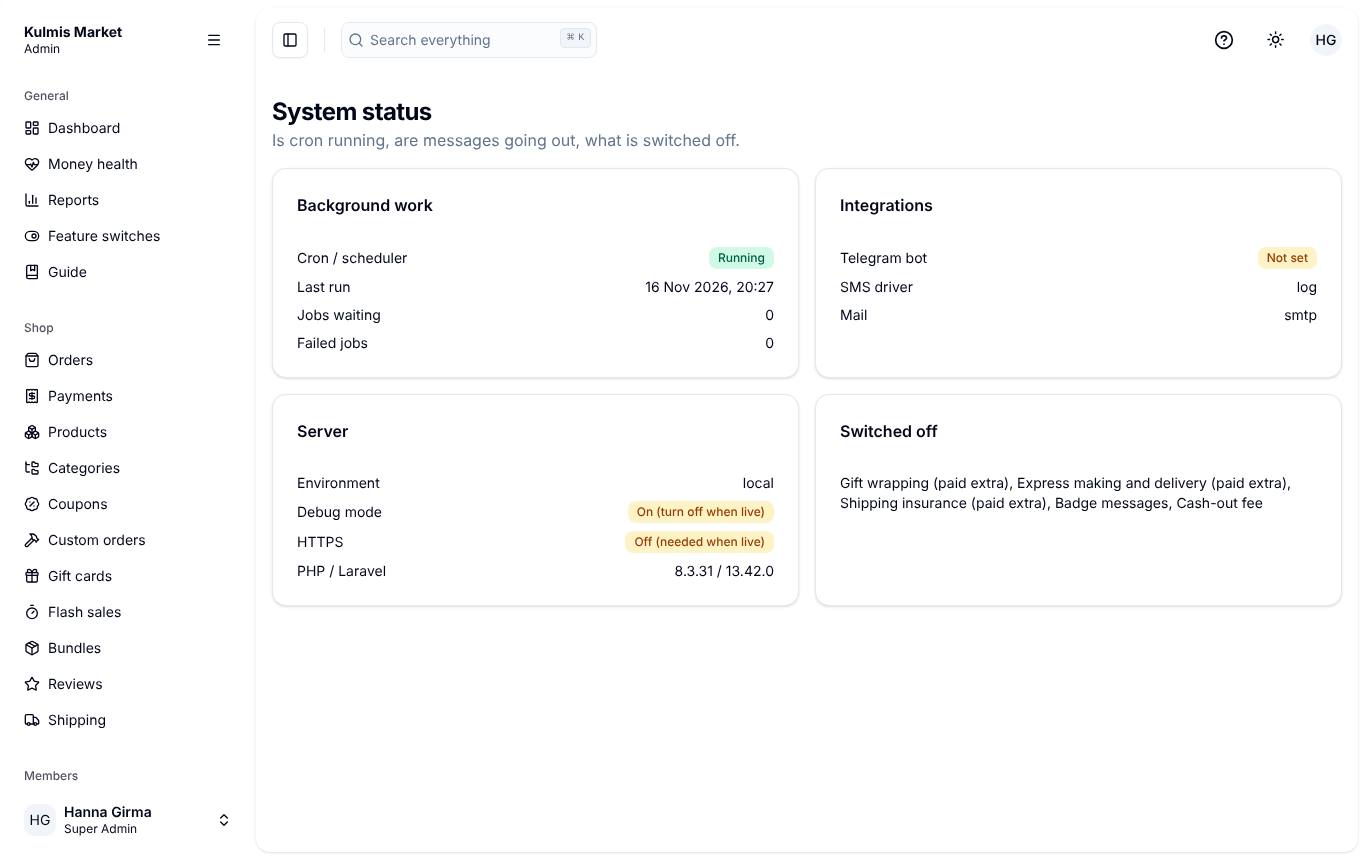 Kulmis Market
Admin
General
Dashboard
Money health
Reports
Feature switches
Guide
Shop
Orders
Payments
Products
Categories
Coupons
Custom orders
Gift cards
Flash sales
Bundles
Reviews
Shipping
Members
HG
Hanna Girma
Super Admin
Search everything
⌘ K
HG
System status
Is cron running, are messages going out, what is switched off.
Background work
Cron / scheduler Running
Last run 16 Nov 2026, 20:27
Jobs waiting 0
Failed jobs 0
Integrations
Telegram bot Not set
SMS driver log
Mail smtp
Server
Environment local
Debug mode On (turn off when live)
HTTPS Off (needed when live)
PHP / Laravel 8.3.31 / 13.42.0
Switched off
Gift wrapping (paid extra), Express making and delivery (paid extra),
Shipping insurance (paid extra), Badge messages, Cash-out fee